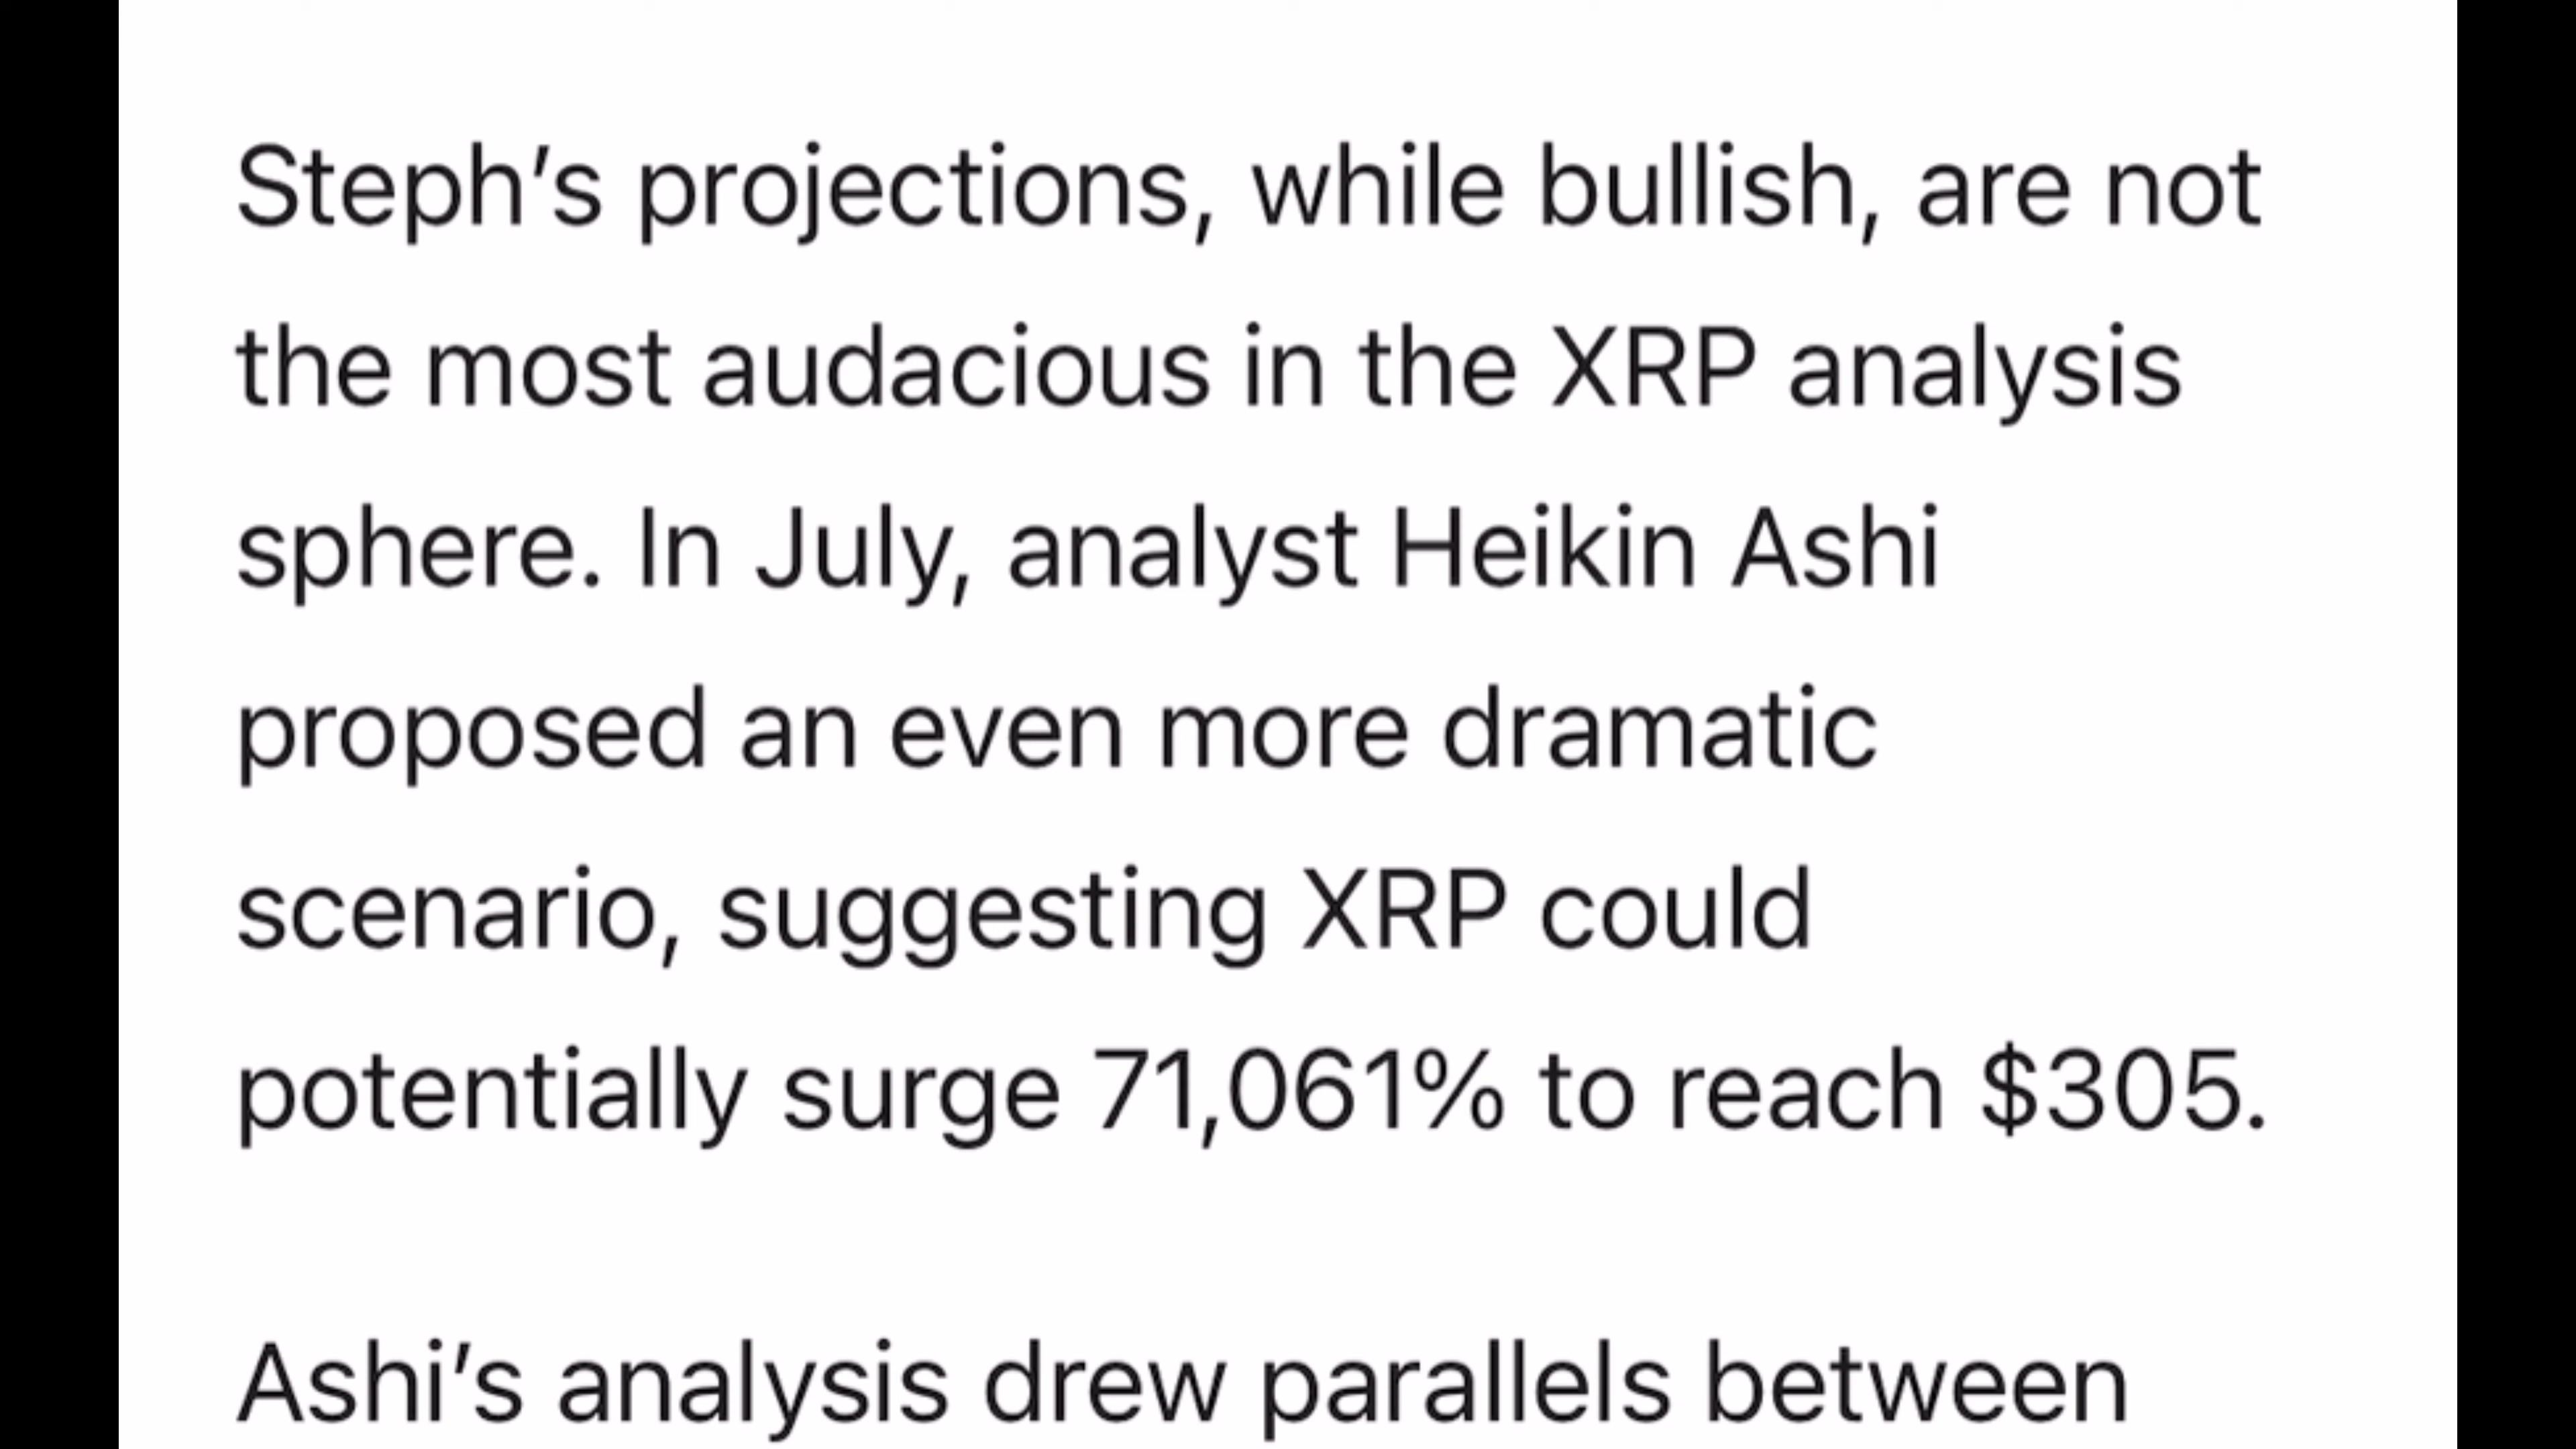 Steph’s projections, while bullish, are not
the most audacious in the XRP analysis
sphere. In July, analyst Heikin Ashi
proposed an even more dramatic
scenario, suggesting XRP could
potentially surge 71,061% to reach $305.
Ashi’s analysis drew parallels between